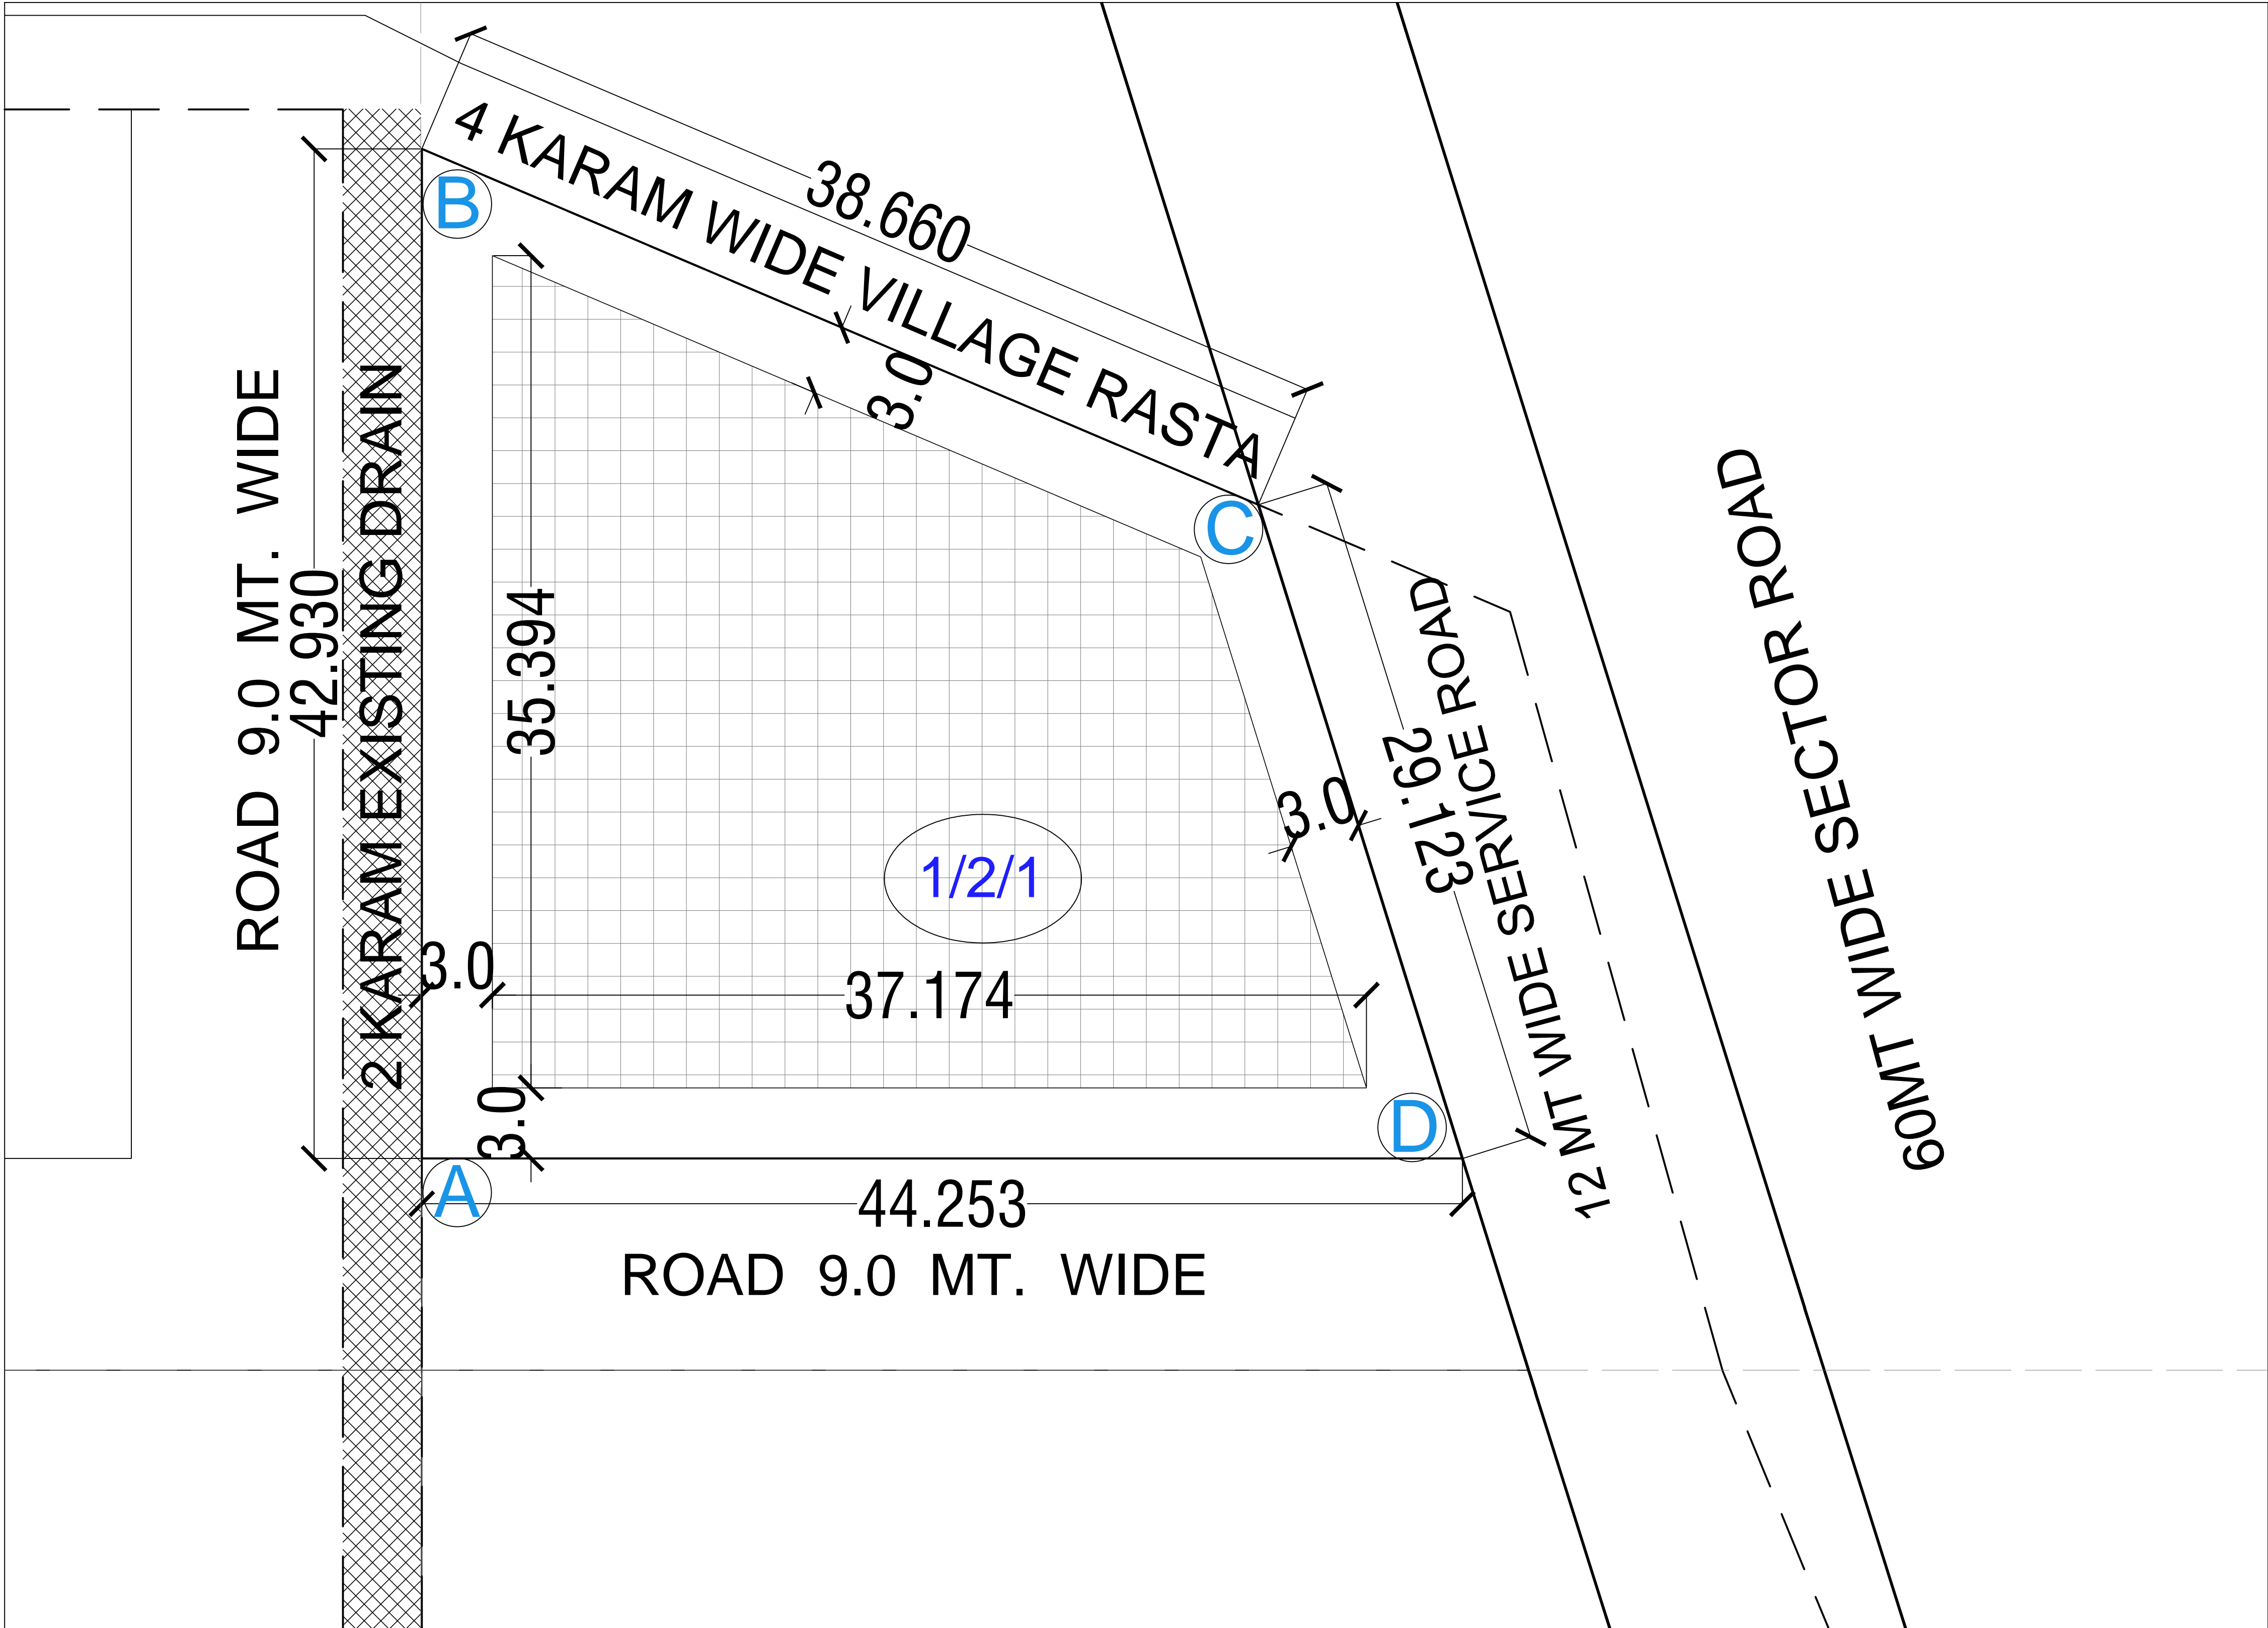 4 KARAM WIDE VILLAGE RASTA
38.660
B
3.0
C
ROAD 9.0 MT. WIDE
42.930
2 KARAM EXISTING DRAIN
35.394
29.123
12 MT WIDE SERVICE ROAD
60MT WIDE SECTOR ROAD
3.0
1/2/1
3.0
37.174
3.0
D
A
44.253
ROAD 9.0 MT. WIDE